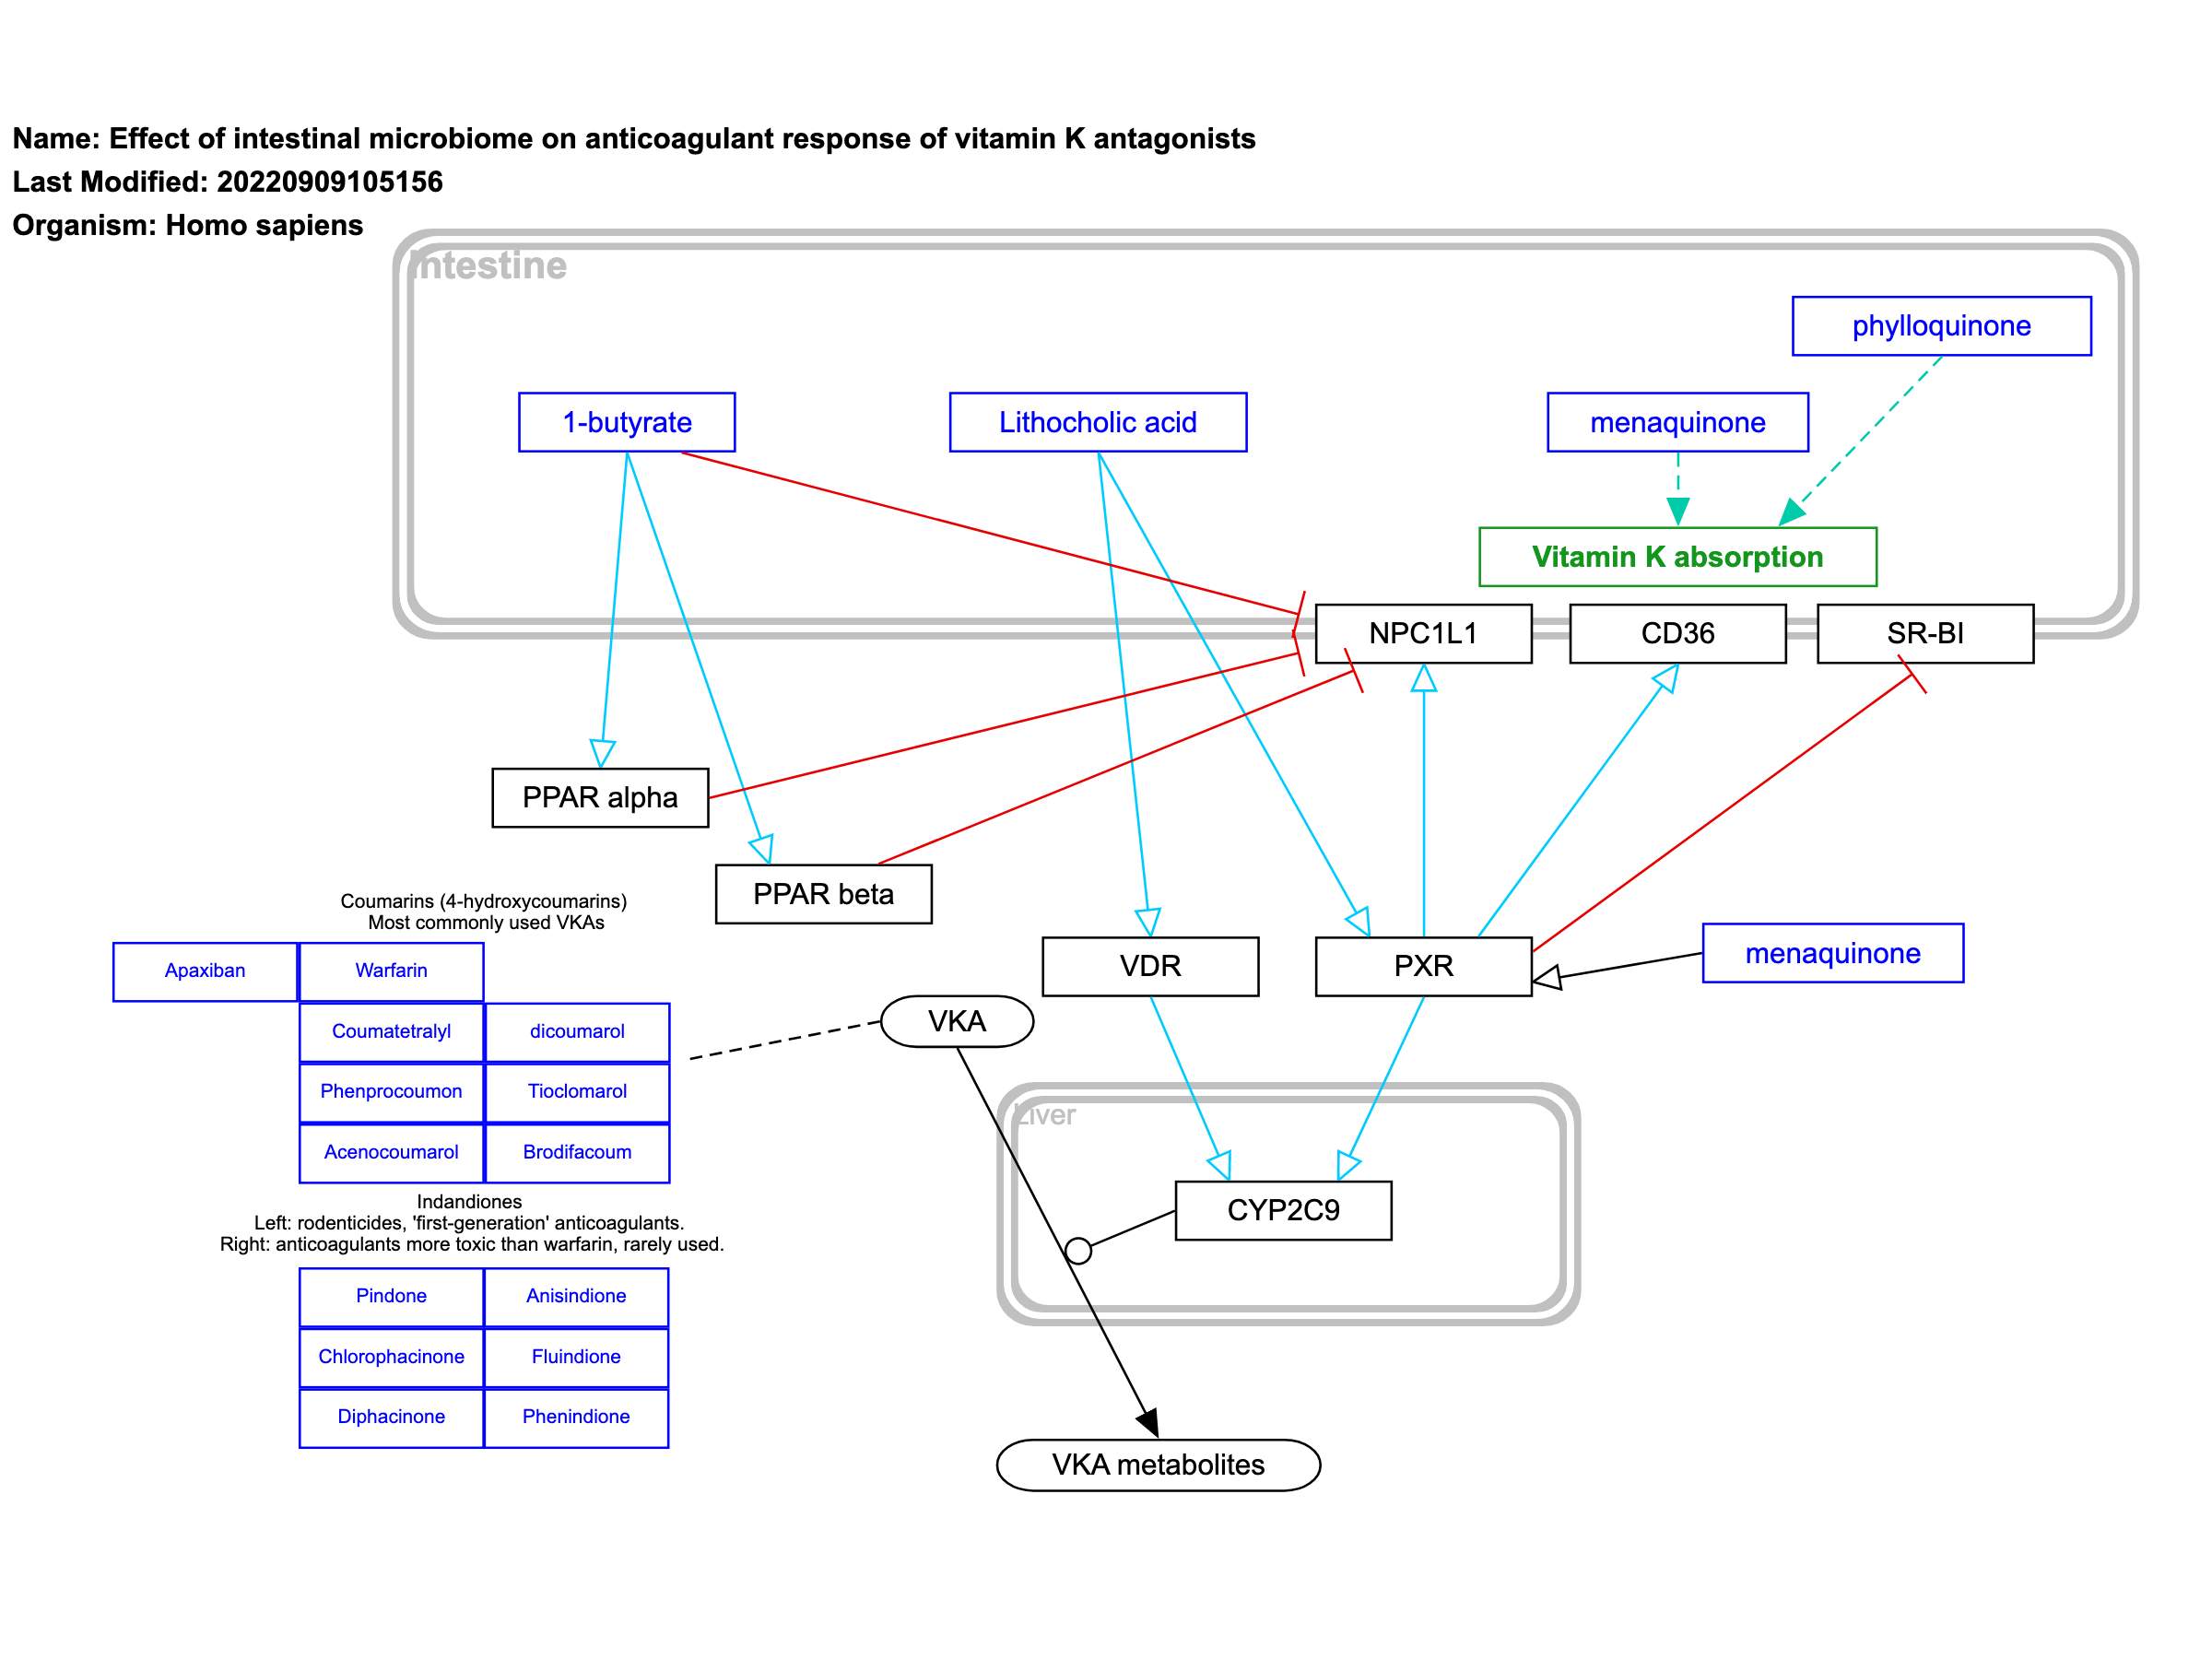 Name: Effect of intestinal microbiome on anticoagulant response of vitamin K antagonists
Last Modified: 20220909105156
Organism: Homo sapiens
Intestine
phylloquinone
1-butyrate
Lithocholic acid
menaquinone
Vitamin K absorption
NPC1L1
CD36
SR-BI
PPAR alpha
PPAR beta
Coumarins (4-hydroxycoumarins)
Most commonly used VKAs
VDR
PXR
menaquinone
Apaxiban
Warfarin
VKA
Coumatetralyl
dicoumarol
Phenprocoumon
Tioclomarol
Liver
Acenocoumarol
Brodifacoum
Indandiones
Left: rodenticides, 'first-generation' anticoagulants.
Right: anticoagulants more toxic than warfarin, rarely used.
CYP2C9
Pindone
Anisindione
Chlorophacinone
Fluindione
Diphacinone
Phenindione
VKA metabolites